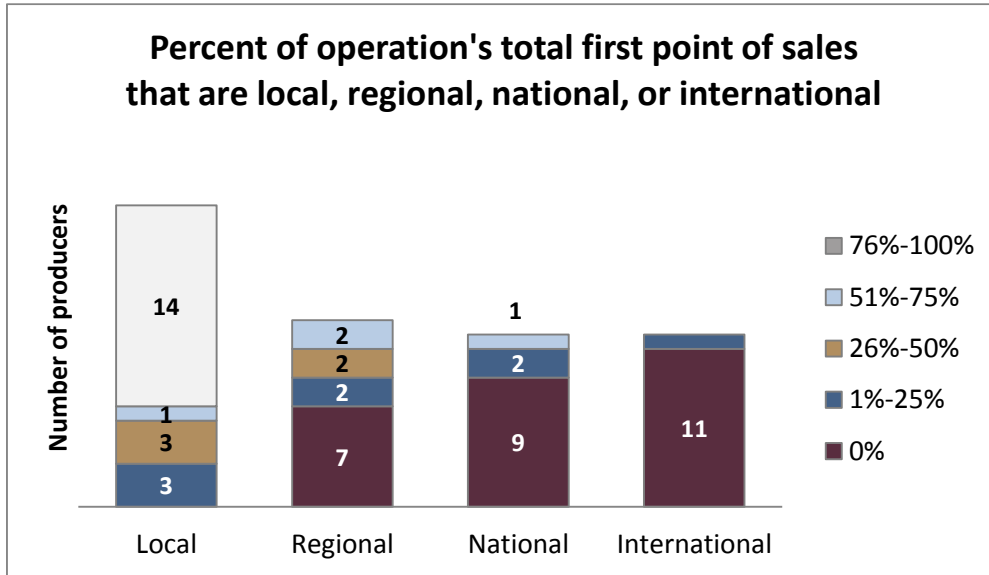 Percent of operation's total first point of sales
that are local, regional, national, or international
Number of producers
14
1
3
3
2
2
2
7
1
2
9
11
Local
Regional
National
International
76%-100%
51%-75%
26%-50%
1%-25%
0%